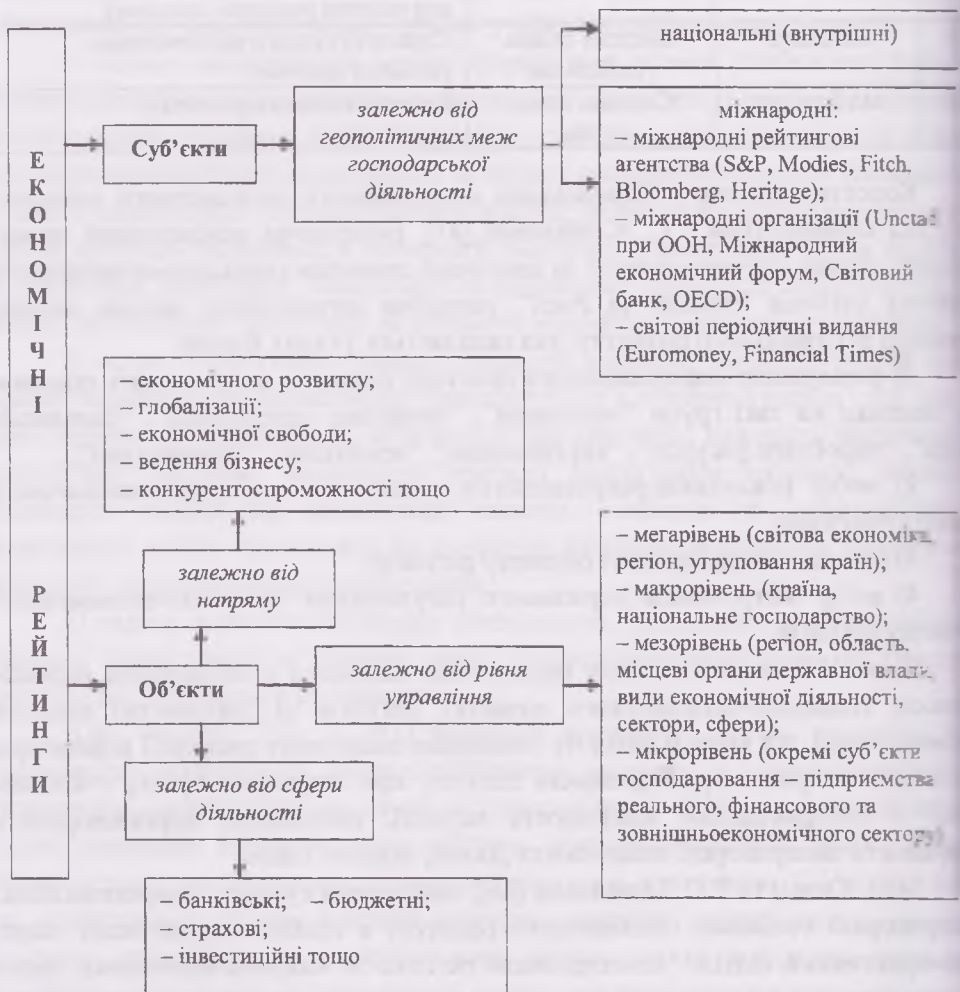 ЕКОНОМІЧНІ
РЕЙТИНГИ
Суб’єкти
залежно від
геополітичних меж
господарської
діяльності
національні (внутрішні)
міжнародні:
– міжнародні рейтингові
агентства (S&P, Modies, Fitch,
Bloomberg, Heritage);
– міжнародні організації (Unctad
при ООН, Міжнародний
економічний форум, Світовий
банк, OECD);
– світові періодичні видання
(Euromoney, Financial Times)
– економічного розвитку;
– глобалізації;
– економічної свободи;
– ведення бізнесу;
– конкурентоспроможності тощо
залежно від
напряму
Об’єкти
залежно від рівня
управління
– мегарівень (світова економіка,
регіон, угруповання країн);
– макрорівень (країна,
національне господарство);
– мезорівень (регіон, область,
місцеві органи державної влади,
види економічної діяльності,
сектори, сфери);
– мікрорівень (окремі суб’єкти
господарювання – підприємства
реального, фінансового та
зовнішньоекономічного сектору)
залежно від сфери
діяльності
– банківські; – бюджетні;
– страхові;
– інвестиційні тощо